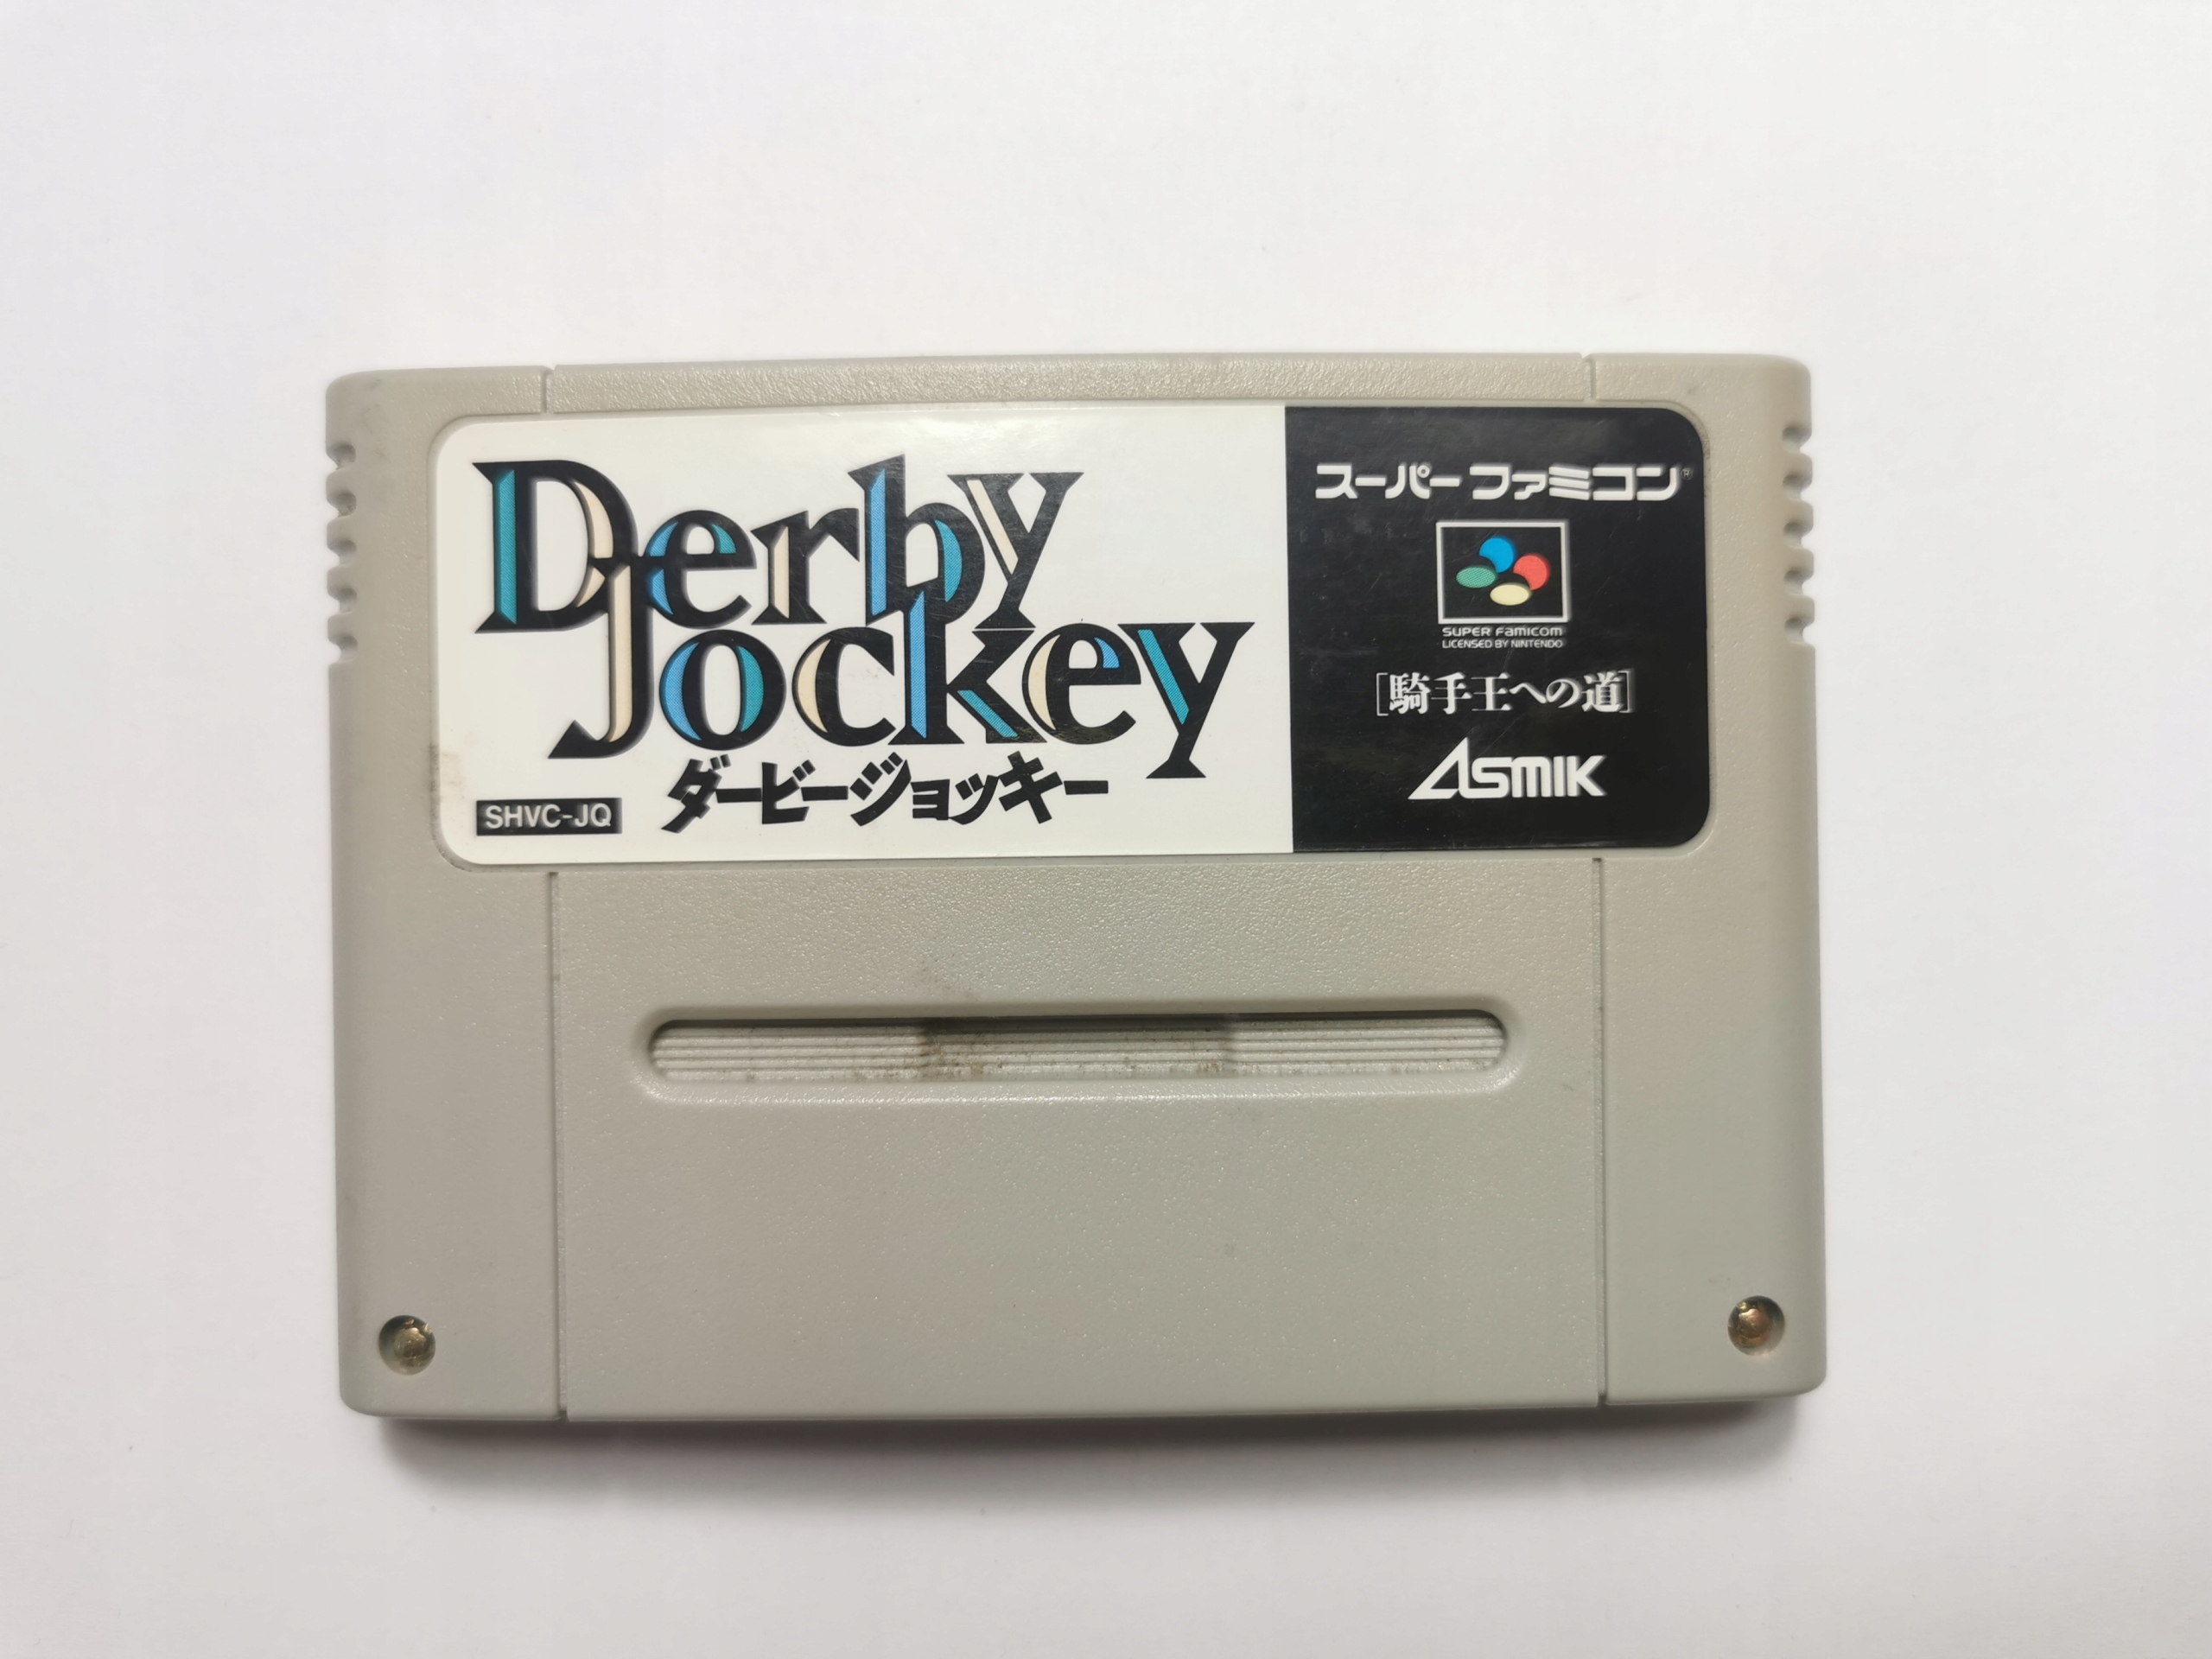 Derby
Jockey
ダービージョッキー
SHVC-JQ
スーパーファミコン
SUPER FAMICOM
LICENSED BY NINTENDO
[騎手王への道]
ASMIK